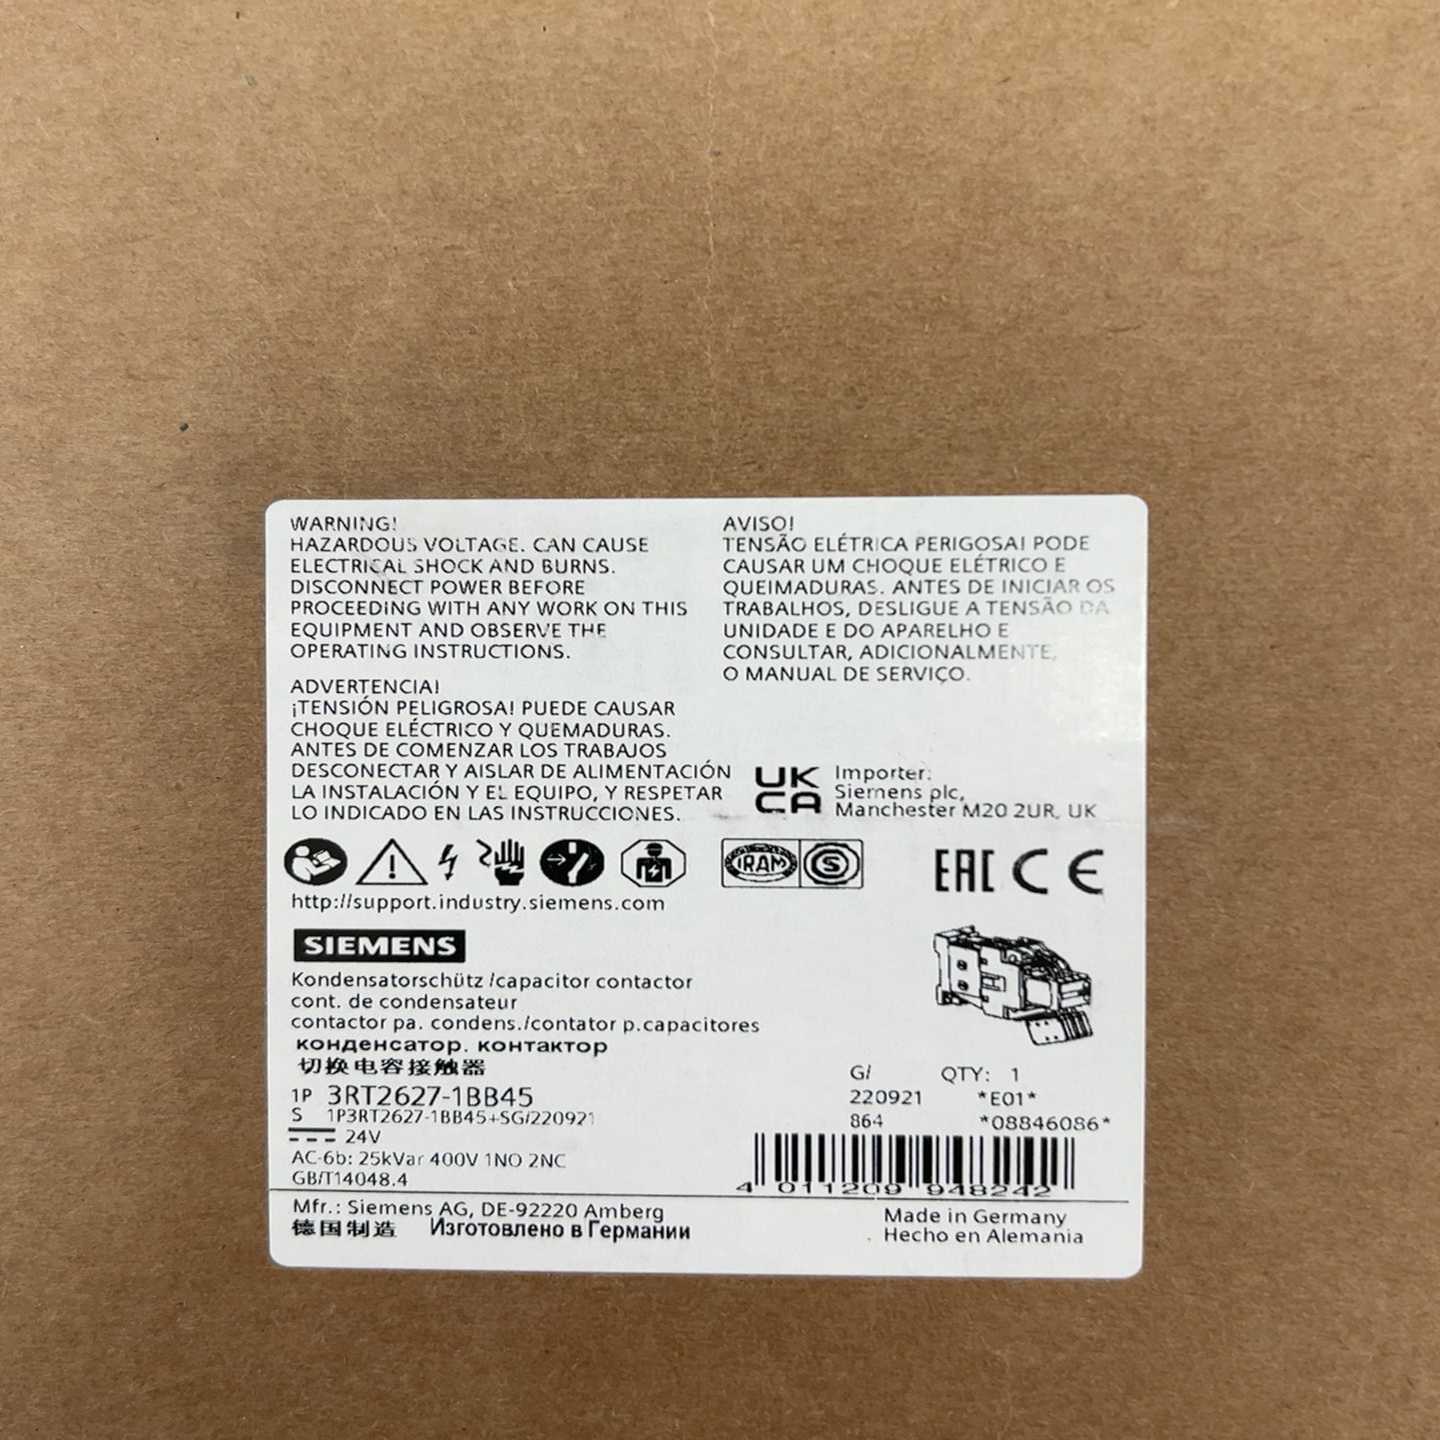 WARNING!
HAZARDOUS VOLTAGE. CAN CAUSE
ELECTRICAL SHOCK AND BURNS.
DISCONNECT POWER BEFORE
PROCEEDING WITH ANY WORK ON THIS
EQUIPMENT AND OBSERVE THE
OPERATING INSTRUCTIONS.
ADVERTENCIA!
¡TENSIÓN PELIGROSA! PUEDE CAUSAR
CHOQUE ELÉCTRICO Y QUEMADURAS.
ANTES DE COMENZAR LOS TRABAJOS
DESCONECTAR Y AISLAR DE ALIMENTACIÓN
LA INSTALACIÓN Y EL EQUIPO, Y RESPETAR
LO INDICADO EN LAS INSTRUCCIONES.
AVISO!
TENSÃO ELÉTRICA PERIGOSA! PODE
CAUSAR UM CHOQUE ELÉTRICO E
QUEIMADURAS. ANTES DE INICIAR OS
TRABALHOS, DESLIGUE A TENSÃO DA
UNIDADE E DO APARELHO E
CONSULTAR, ADICIONALMENTE,
O MANUAL DE SERVIÇO.
UK
CA
Importer:
Siemens plc,
Manchester M20 2UR, UK
IRAM S
EAC CE
http://support.industry.siemens.com
SIEMENS
Kondensatorschütz /capacitor contactor
cont. de condensateur
contactor pa. condens./contator p.capacitores
конденсатор. контактор
切换电容接触器
1P 3RT2627-1BB45
S 1P3RT2627-1BB45+SG/220921
24V
AC-6b: 25kVar 400V 1NO 2NC
GB/T14048.4
G/ QTY: 1
220921 *E01*
864 *08846086*
4 011209 948242
Mfr.: Siemens AG, DE-92220 Amberg
德国制造 Изготовлено в Германии
Made in Germany
Hecho en Alemania